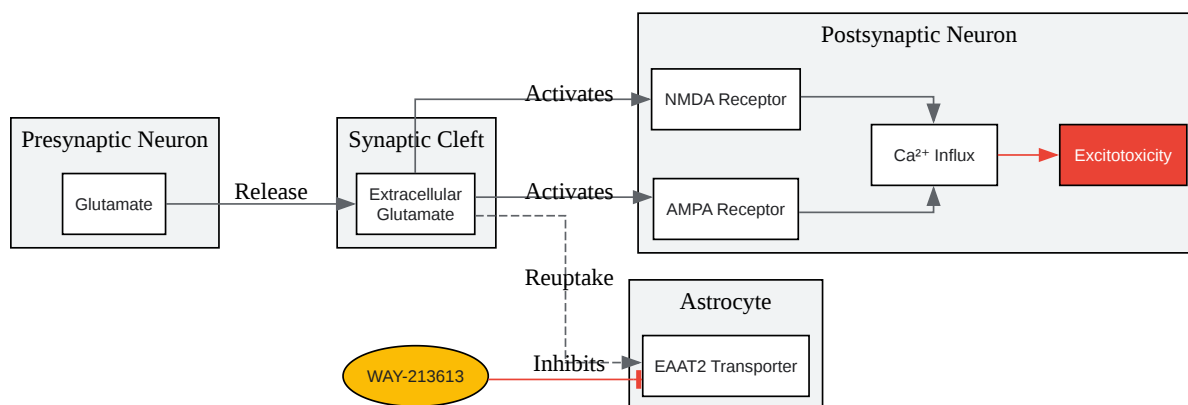 Postsynaptic Neuron
NMDA Receptor
Activates
Presynaptic Neuron
Synaptic Cleft
Ca²⁺ Influx
Excitotoxicity
Glutamate
Release
Extracellular
Glutamate
Activates
AMPA Receptor
Reuptake
Astrocyte
EAAT2 Transporter
Inhibits
WAY-213613